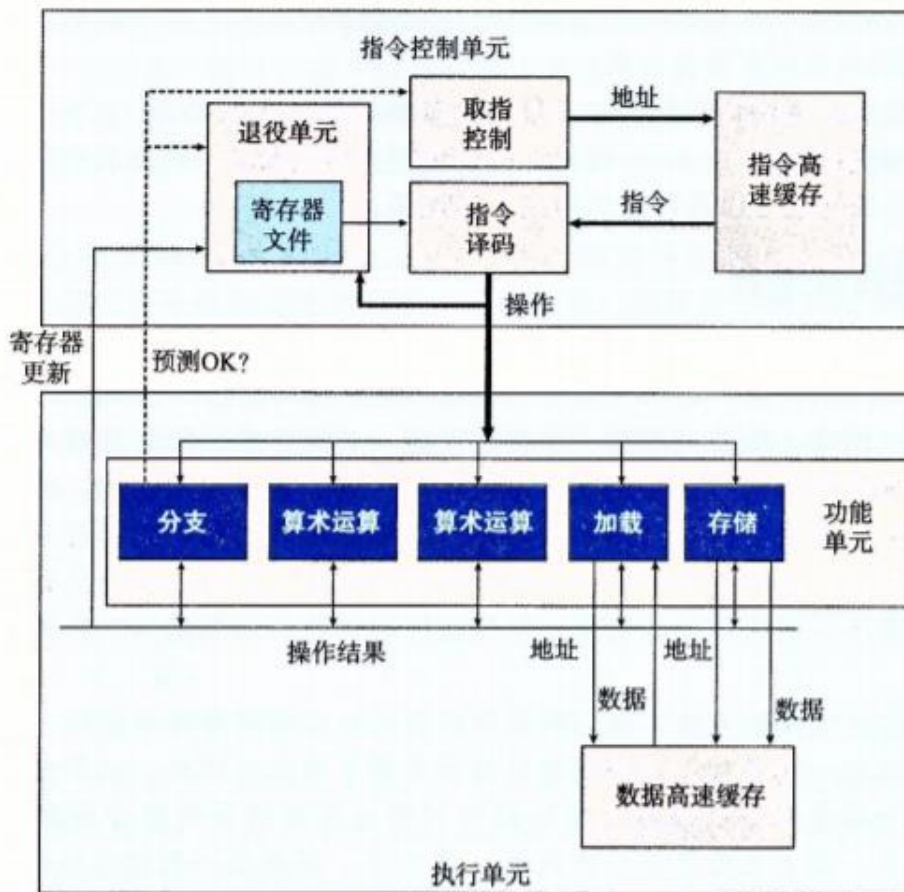 指令控制单元
取指
控制
地址
退役单元
指令高
速缓存
寄存器
文件
指令
译码
指令
操作
寄存器
更新
预测OK?
分支
算术运算
算术运算
加载
存储
功能
单元
操作结果
地址
地址
数据
数据
数据高速缓存
执行单元